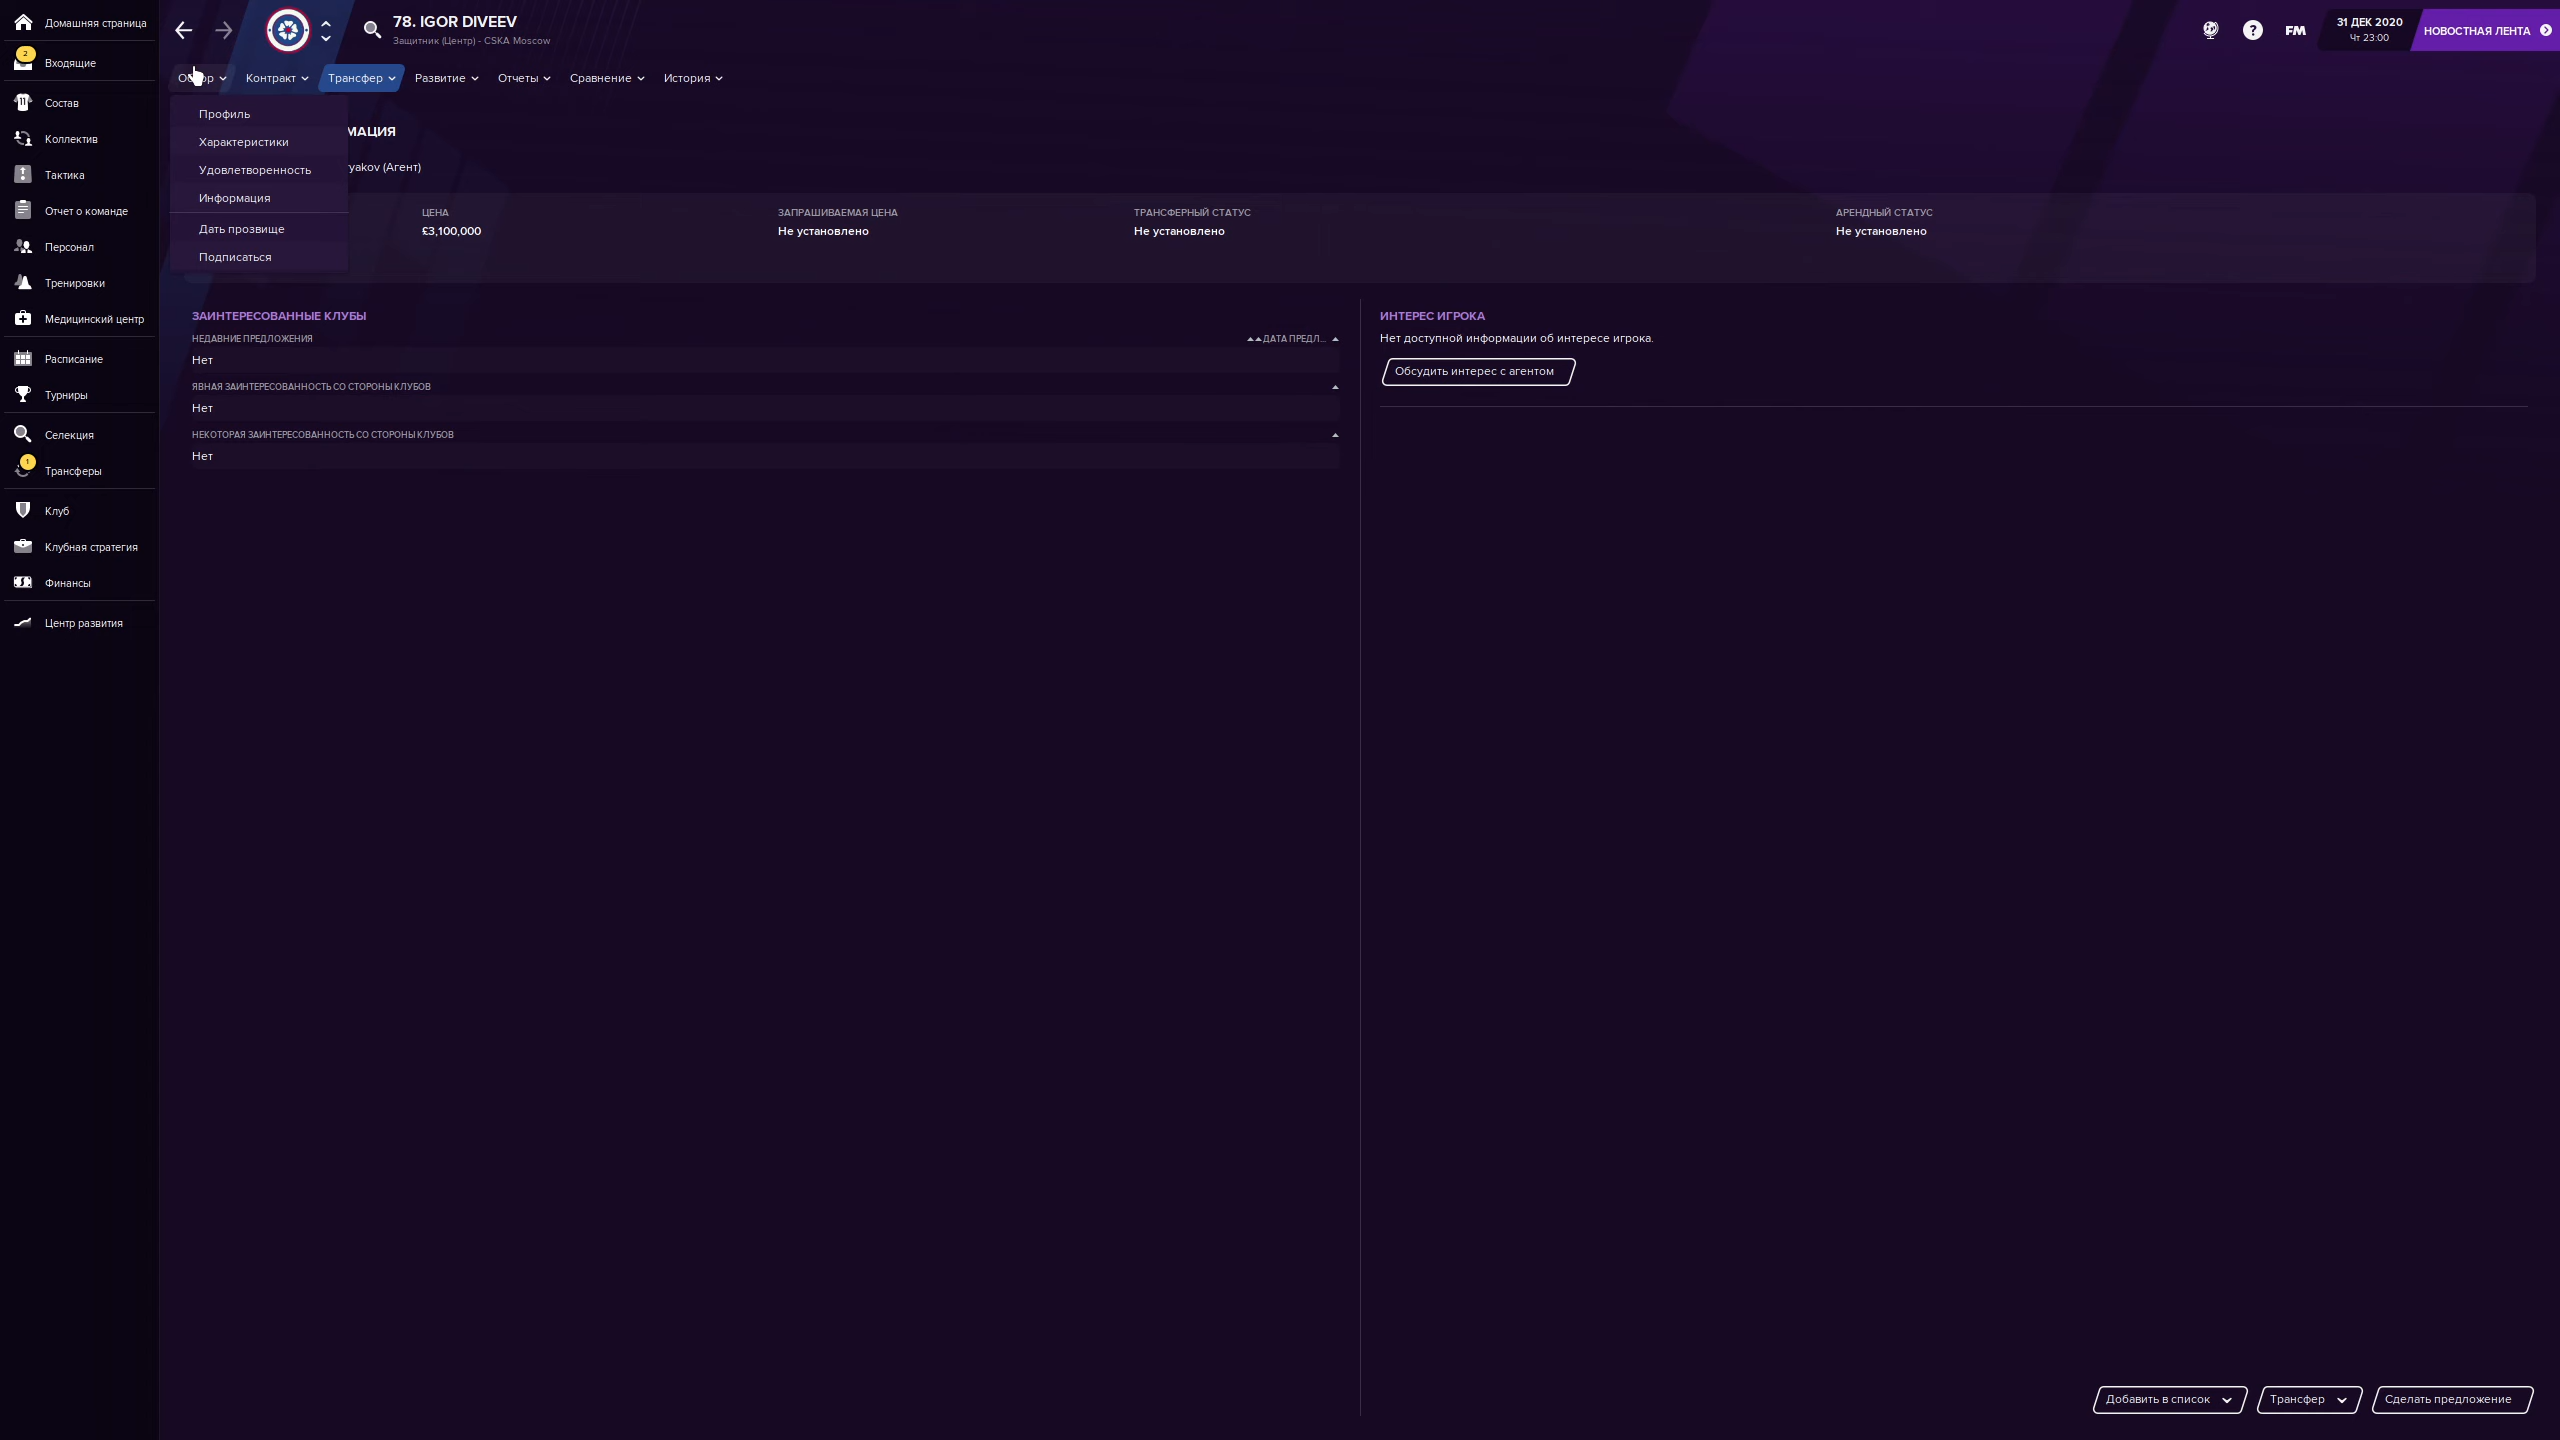 Домашняя страница
2
Входящие
Состав
Коллектив
Тактика
Отчет о команде
Персонал
Тренировки
Медицинский центр
Расписание
Турниры
Селекция
1
Трансферы
Клуб
Клубная стратегия
Финансы
Центр развития
78. IGOR DIVEEV
Защитник (Центр) - CSKA Moscow
?
FM
31 ДЕК 2020
Чт 23:00
НОВОСТНАЯ ЛЕНТА
Контракт
Трансфер
Развитие
Отчеты
Сравнение
История
Профиль
Характеристики
Удовлетворенность
Информация
Дать прозвище
Подписаться
МАЦИЯ
yakov (Агент)
ЦЕНА
£3,100,000
ЗАПРАШИВАЕМАЯ ЦЕНА
Не установлено
ТРАНСФЕРНЫЙ СТАТУС
Не установлено
АРЕНДНЫЙ СТАТУС
Не установлено
ЗАИНТЕРЕСОВАННЫЕ КЛУБЫ
НЕДАВНИЕ ПРЕДЛОЖЕНИЯ
ДАТА ПРЕДЛ...
Нет
ЯВНАЯ ЗАИНТЕРЕСОВАННОСТЬ СО СТОРОНЫ КЛУБОВ
Нет
НЕКОТОРАЯ ЗАИНТЕРЕСОВАННОСТЬ СО СТОРОНЫ КЛУБОВ
Нет
ИНТЕРЕС ИГРОКА
Нет доступной информации об интересе игрока.
Обсудить интерес с агентом
Добавить в список
Трансфер
Сделать предложение